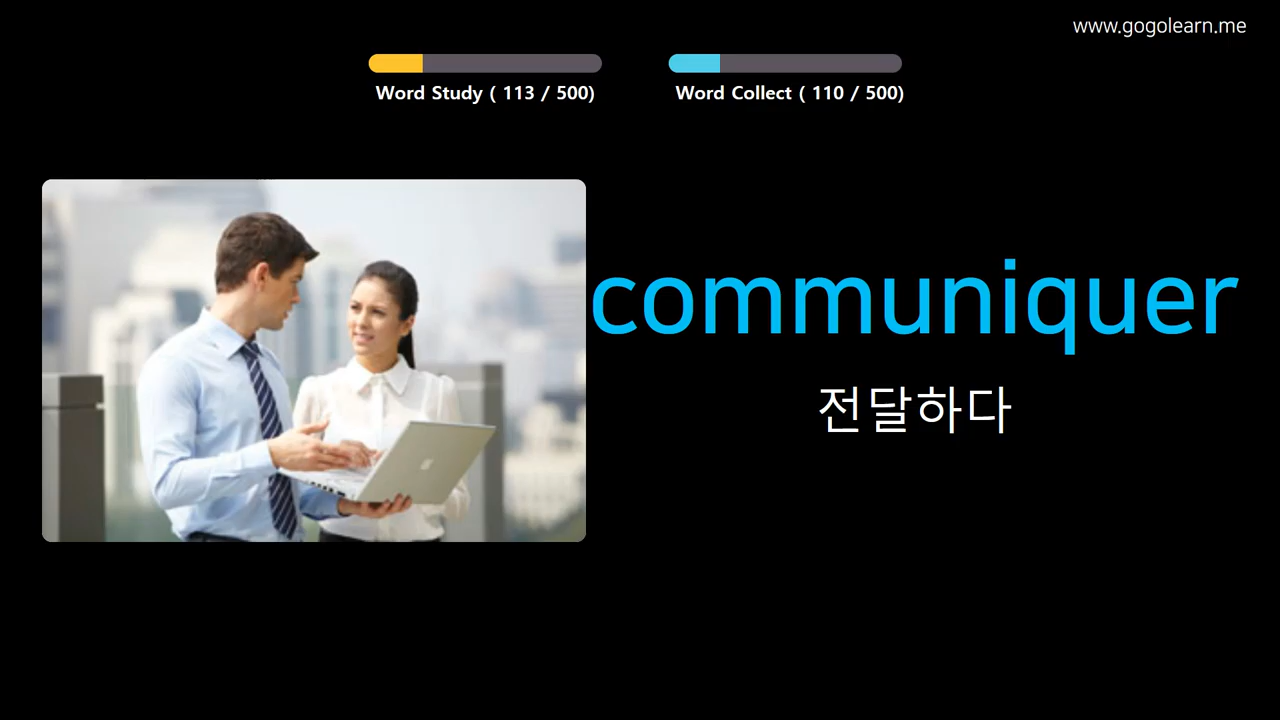 www.gogolearn.me
Word Study ( 113 / 500)
Word Collect ( 110 / 500)
communiquer
전달하다